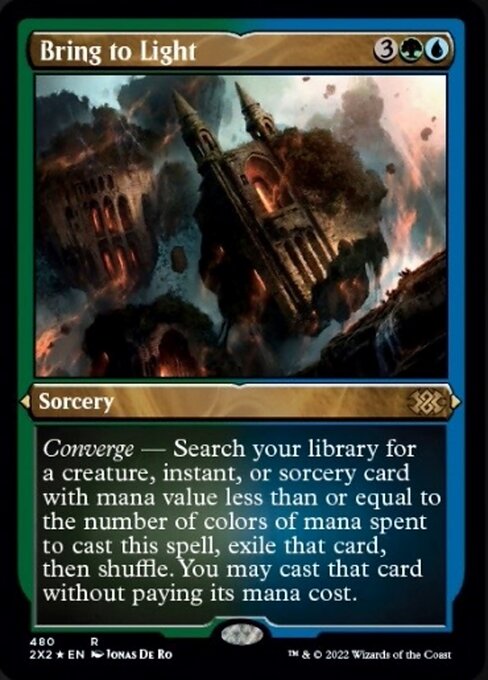 Bring to Light 3
Sorcery
Converge — Search your library for
a creature, instant, or sorcery card
with mana value less than or equal to
the number of colors of mana spent
to cast this spell, exile that card,
then shuffle. You may cast that card
without paying its mana cost.
480 R
2X2 ★ EN Jonas De Ro
™ & © 2022 Wizards of the Coast